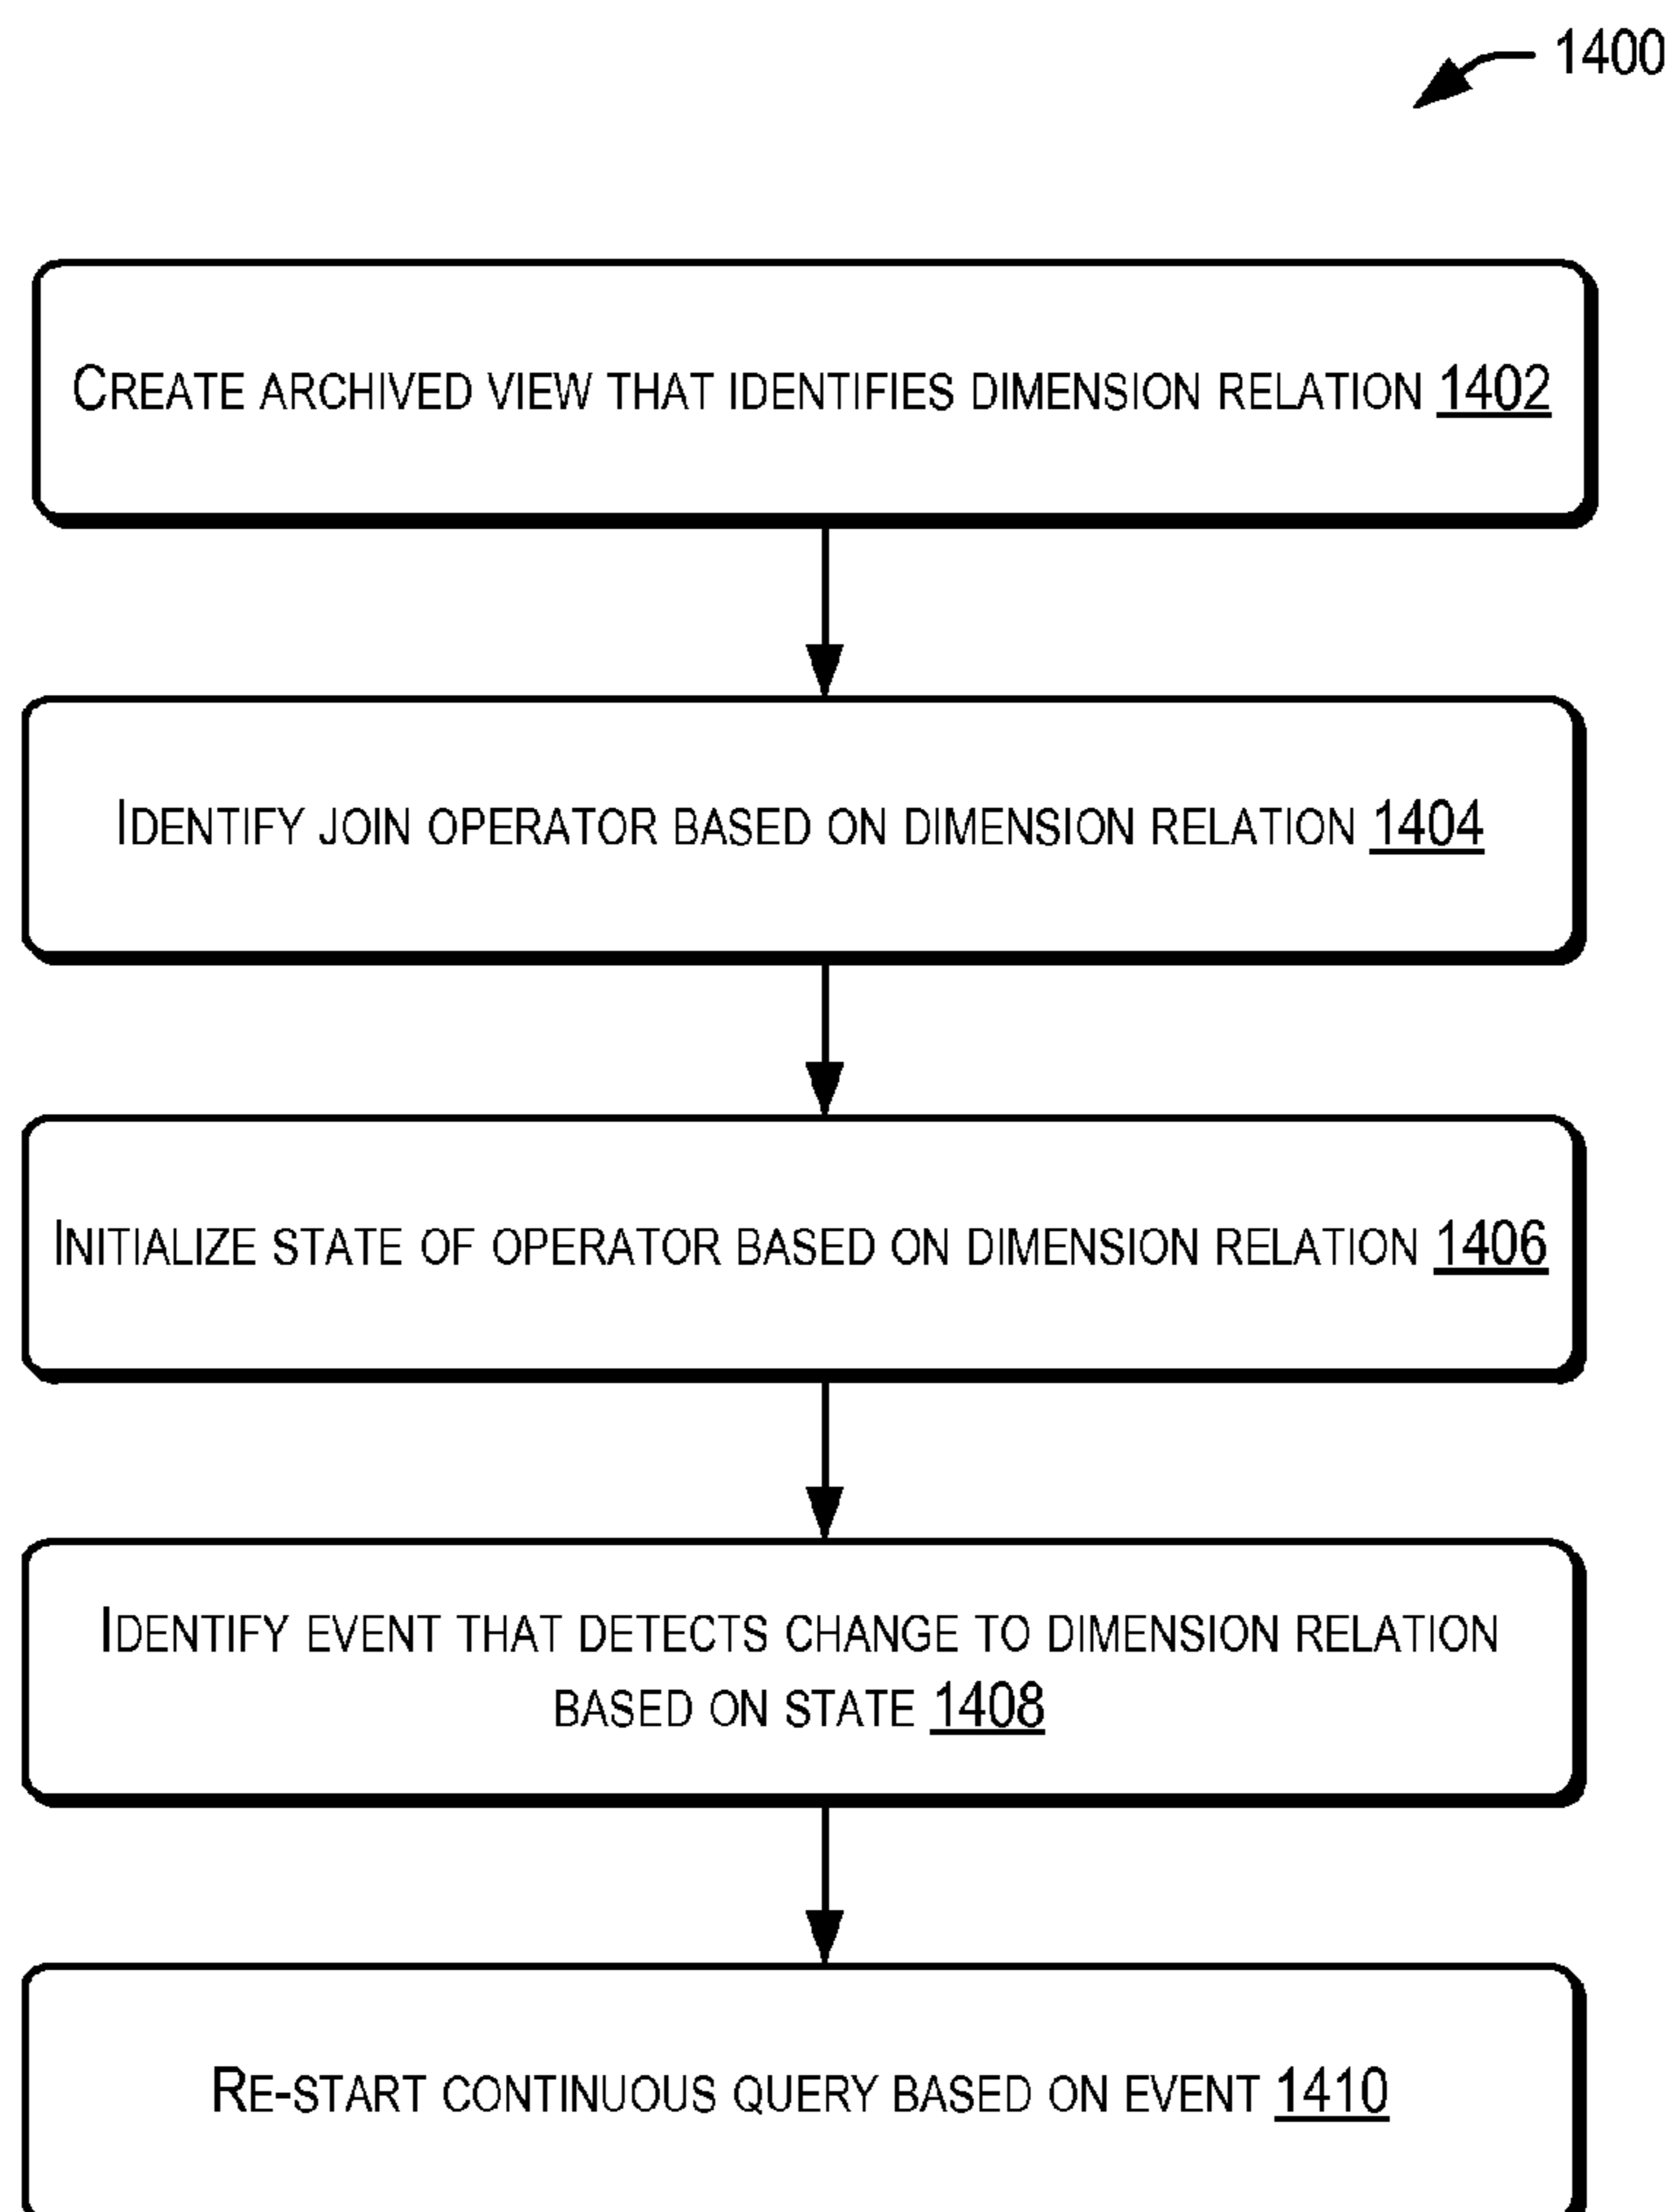 1400
CREATE ARCHIVED VIEW THAT IDENTIFIES DIMENSION RELATION 1402
IDENTIFY JOIN OPERATOR BASED ON DIMENSION RELATION 1404
INITIALIZE STATE OF OPERATOR BASED ON DIMENSION RELATION 1406
IDENTIFY EVENT THAT DETECTS CHANGE TO DIMENSION RELATION
BASED ON STATE 1408
RE-START CONTINUOUS QUERY BASED ON EVENT 1410